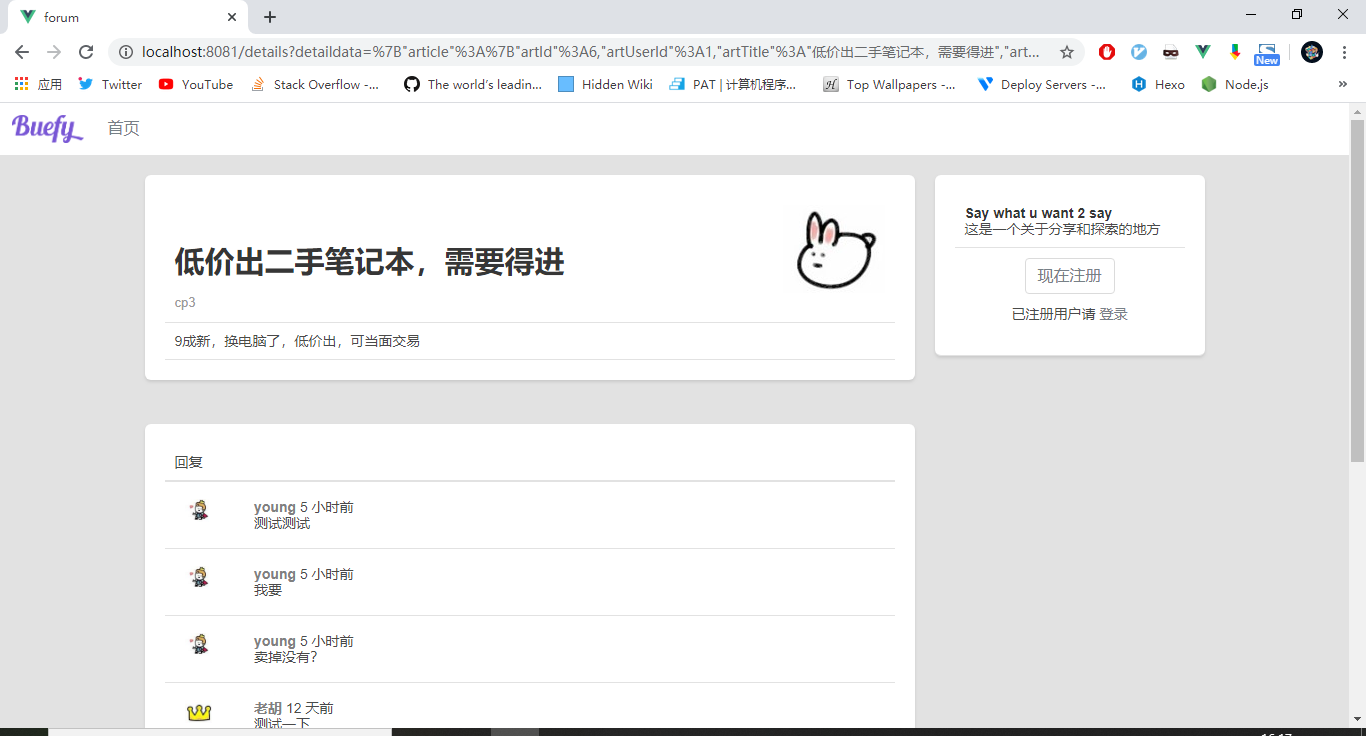 forum
localhost:8081/details?detaildata=%7B"article"%3A%7B"artId"%3A6,"artUserId"%3A1,"artTitle"%3A"低价出二手笔记本，需要得进","art...
New
应用
Twitter
YouTube
Stack Overflow -...
The world's leadin...
Hidden Wiki
PAT | 计算机程序...
Top Wallpapers -...
Deploy Servers -...
Hexo
Node.js
Buefy
首页
低价出二手笔记本，需要得进
cp3
9成新，换电脑了，低价出，可当面交易
Say what u want 2 say
这是一个关于分享和探索的地方
现在注册
已注册用户请 登录
回复
young 5 小时前
测试测试
young 5 小时前
我要
young 5 小时前
卖掉没有?
老胡 12 天前
测试一下